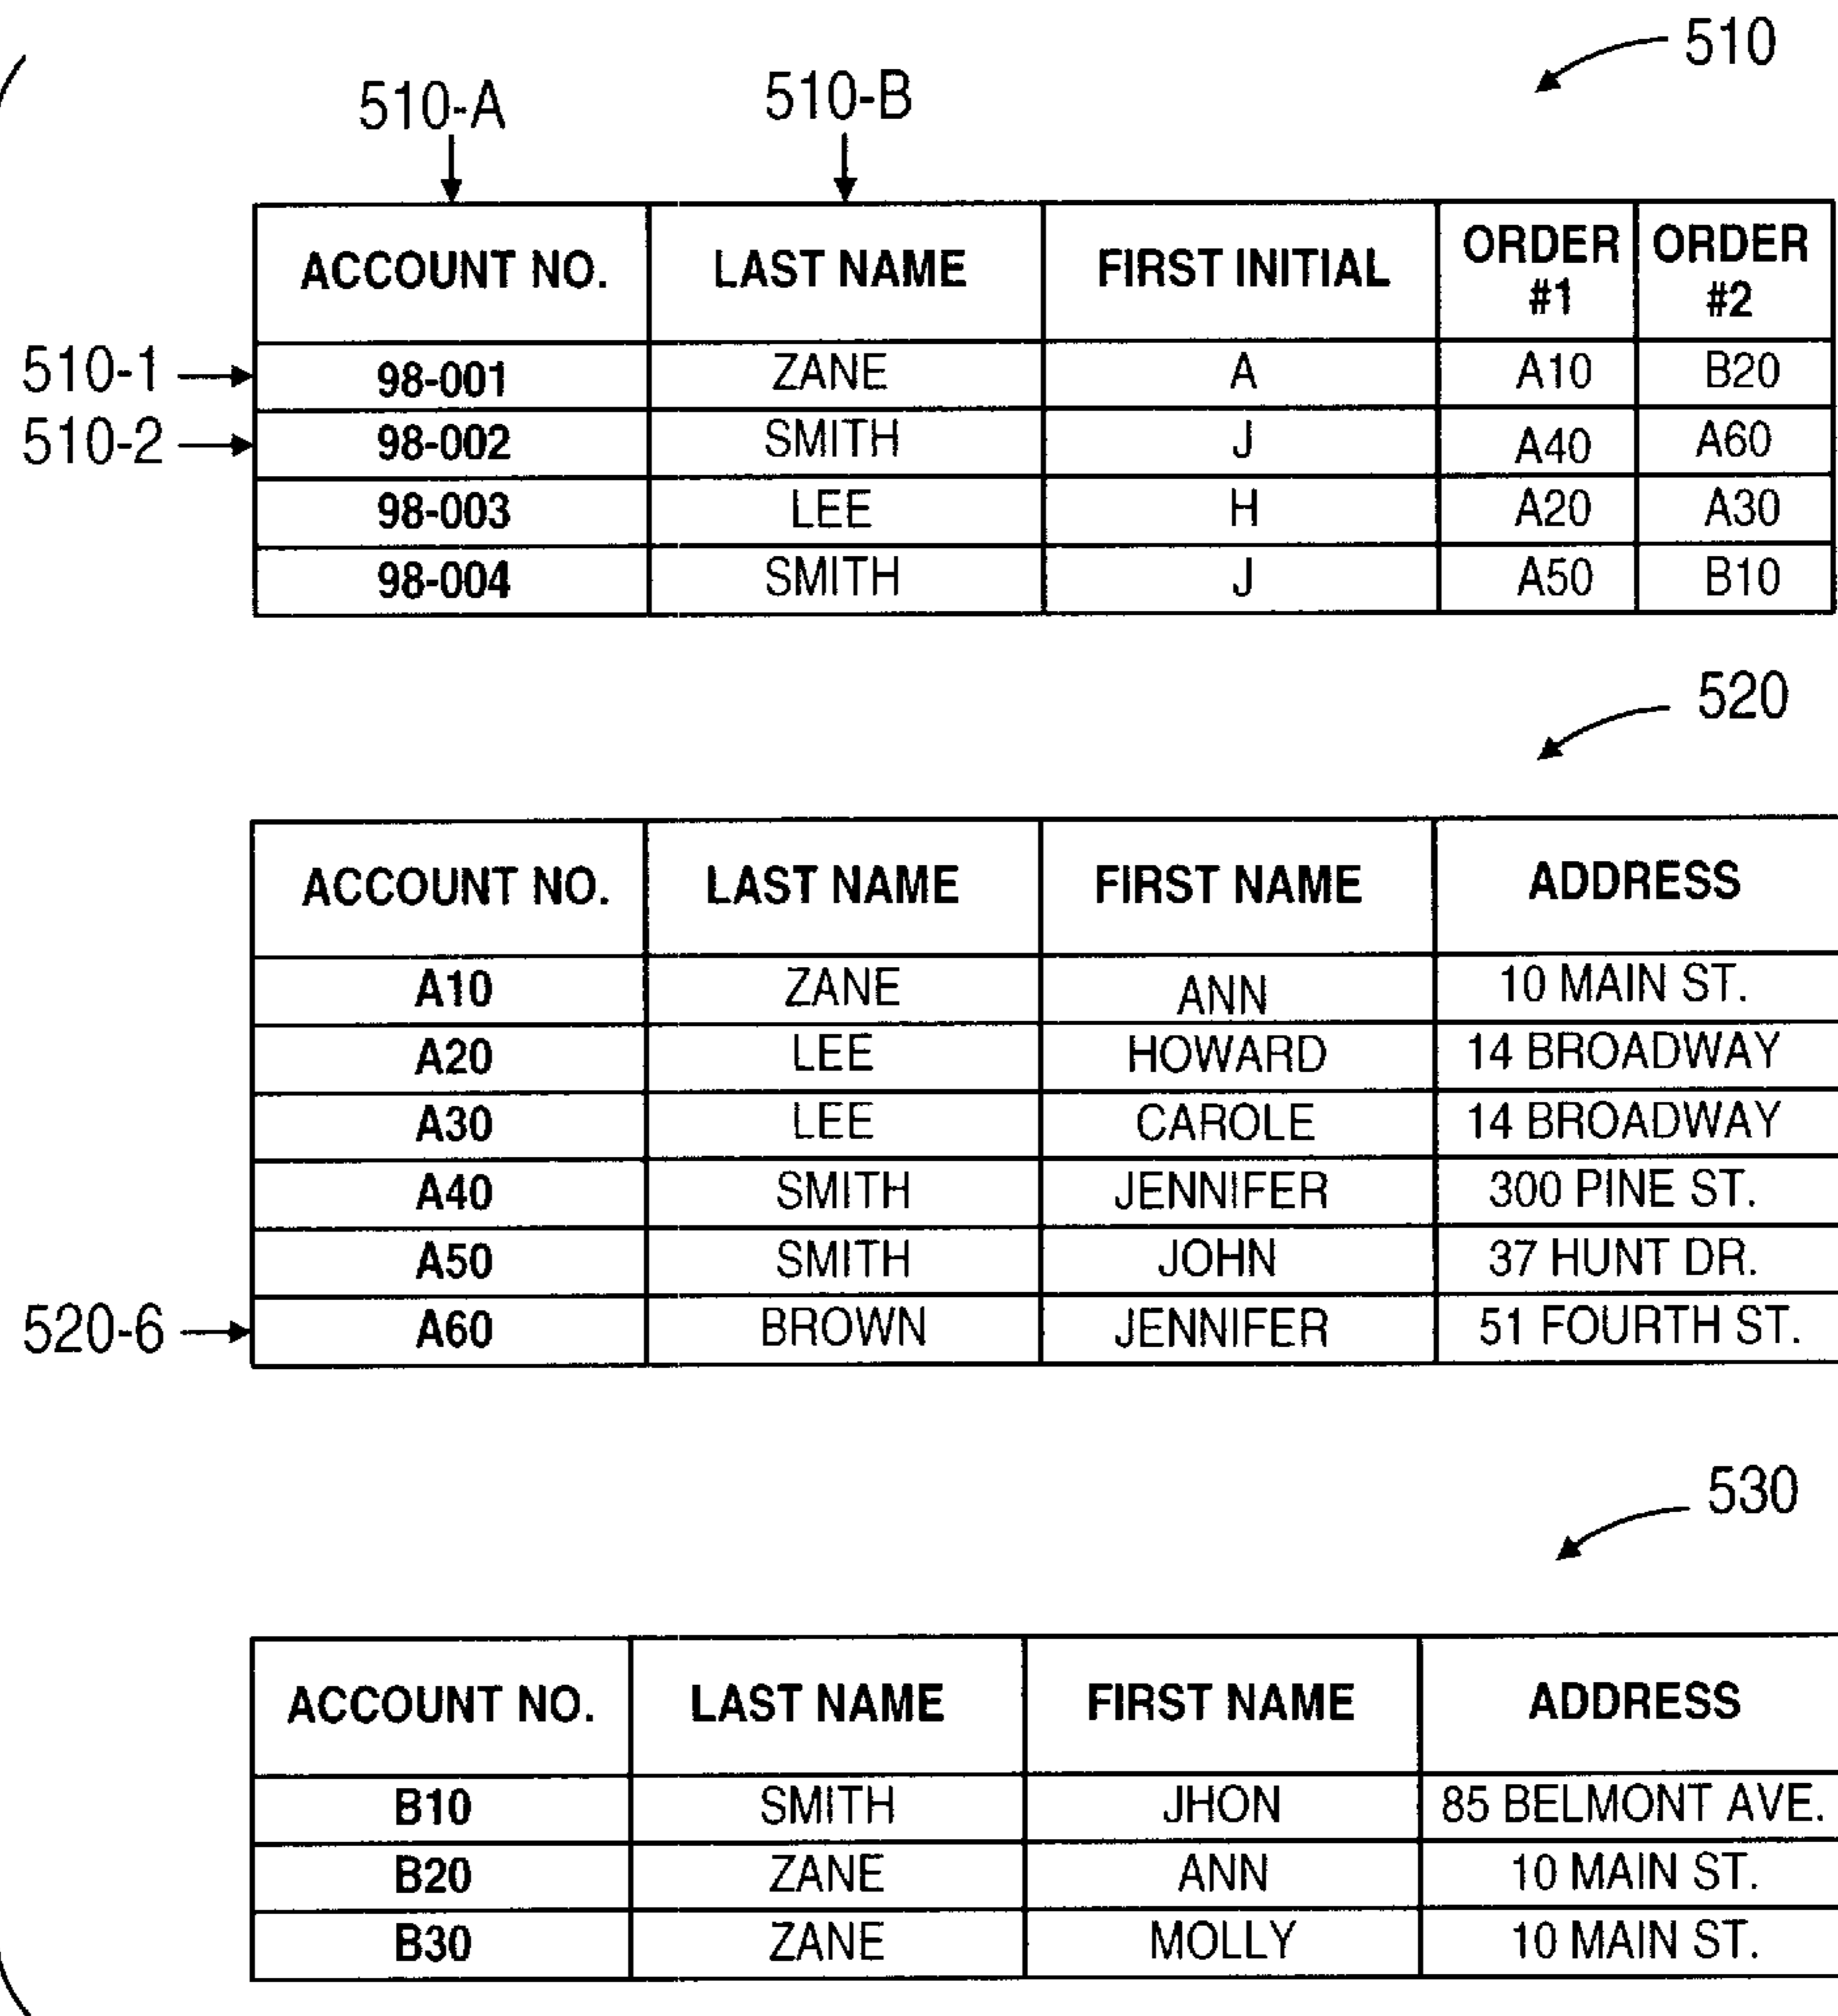 510
510-A 510-B
ACCOUNT NO. LAST NAME FIRST INITIAL ORDER #1 ORDER #2
510-1 98-001 ZANE A A10 B20
510-2 98-002 SMITH J A40 A60
98-003 LEE H A20 A30
98-004 SMITH J A50 B10
520
ACCOUNT NO. LAST NAME FIRST NAME ADDRESS
A10 ZANE ANN 10 MAIN ST.
A20 LEE HOWARD 14 BROADWAY
A30 LEE CAROLE 14 BROADWAY
A40 SMITH JENNIFER 300 PINE ST.
A50 SMITH JOHN 37 HUNT DR.
520-6 A60 BROWN JENNIFER 51 FOURTH ST.
530
ACCOUNT NO. LAST NAME FIRST NAME ADDRESS
B10 SMITH JHON 85 BELMONT AVE.
B20 ZANE ANN 10 MAIN ST.
B30 ZANE MOLLY 10 MAIN ST.